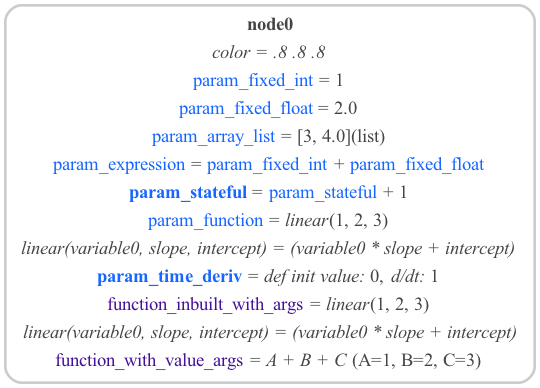 node0
color = .8 .8 .8
param_fixed_int = 1
param_fixed_float = 2.0
param_array_list = [3, 4.0](list)
param_expression = param_fixed_int + param_fixed_float
param_stateful = param_stateful + 1
param_function = linear(1, 2, 3)
linear(variable0, slope, intercept) = (variable0 * slope + intercept)
param_time_deriv = def init value: 0, d/dt: 1
function_inbuilt_with_args = linear(1, 2, 3)
linear(variable0, slope, intercept) = (variable0 * slope + intercept)
function_with_value_args = A + B + C (A=1, B=2, C=3)